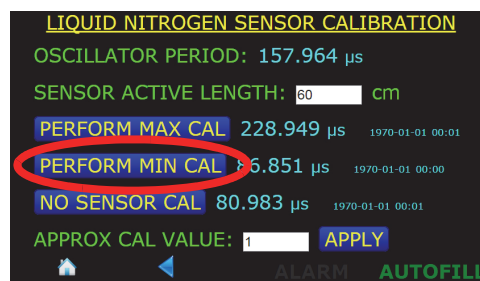 LIQUID NITROGEN SENSOR CALIBRATION
OSCILLATOR PERIOD: 157.964 µs
SENSOR ACTIVE LENGTH: 60 cm
PERFORM MAX CAL 228.949 µs 1970-01-01 00:01
PERFORM MIN CAL 86.851 µs 1970-01-01 00:00
NO SENSOR CAL 80.983 µs 1970-01-01 00:01
APPROX CAL VALUE: 1 APPLY
ALARM AUTOFILL